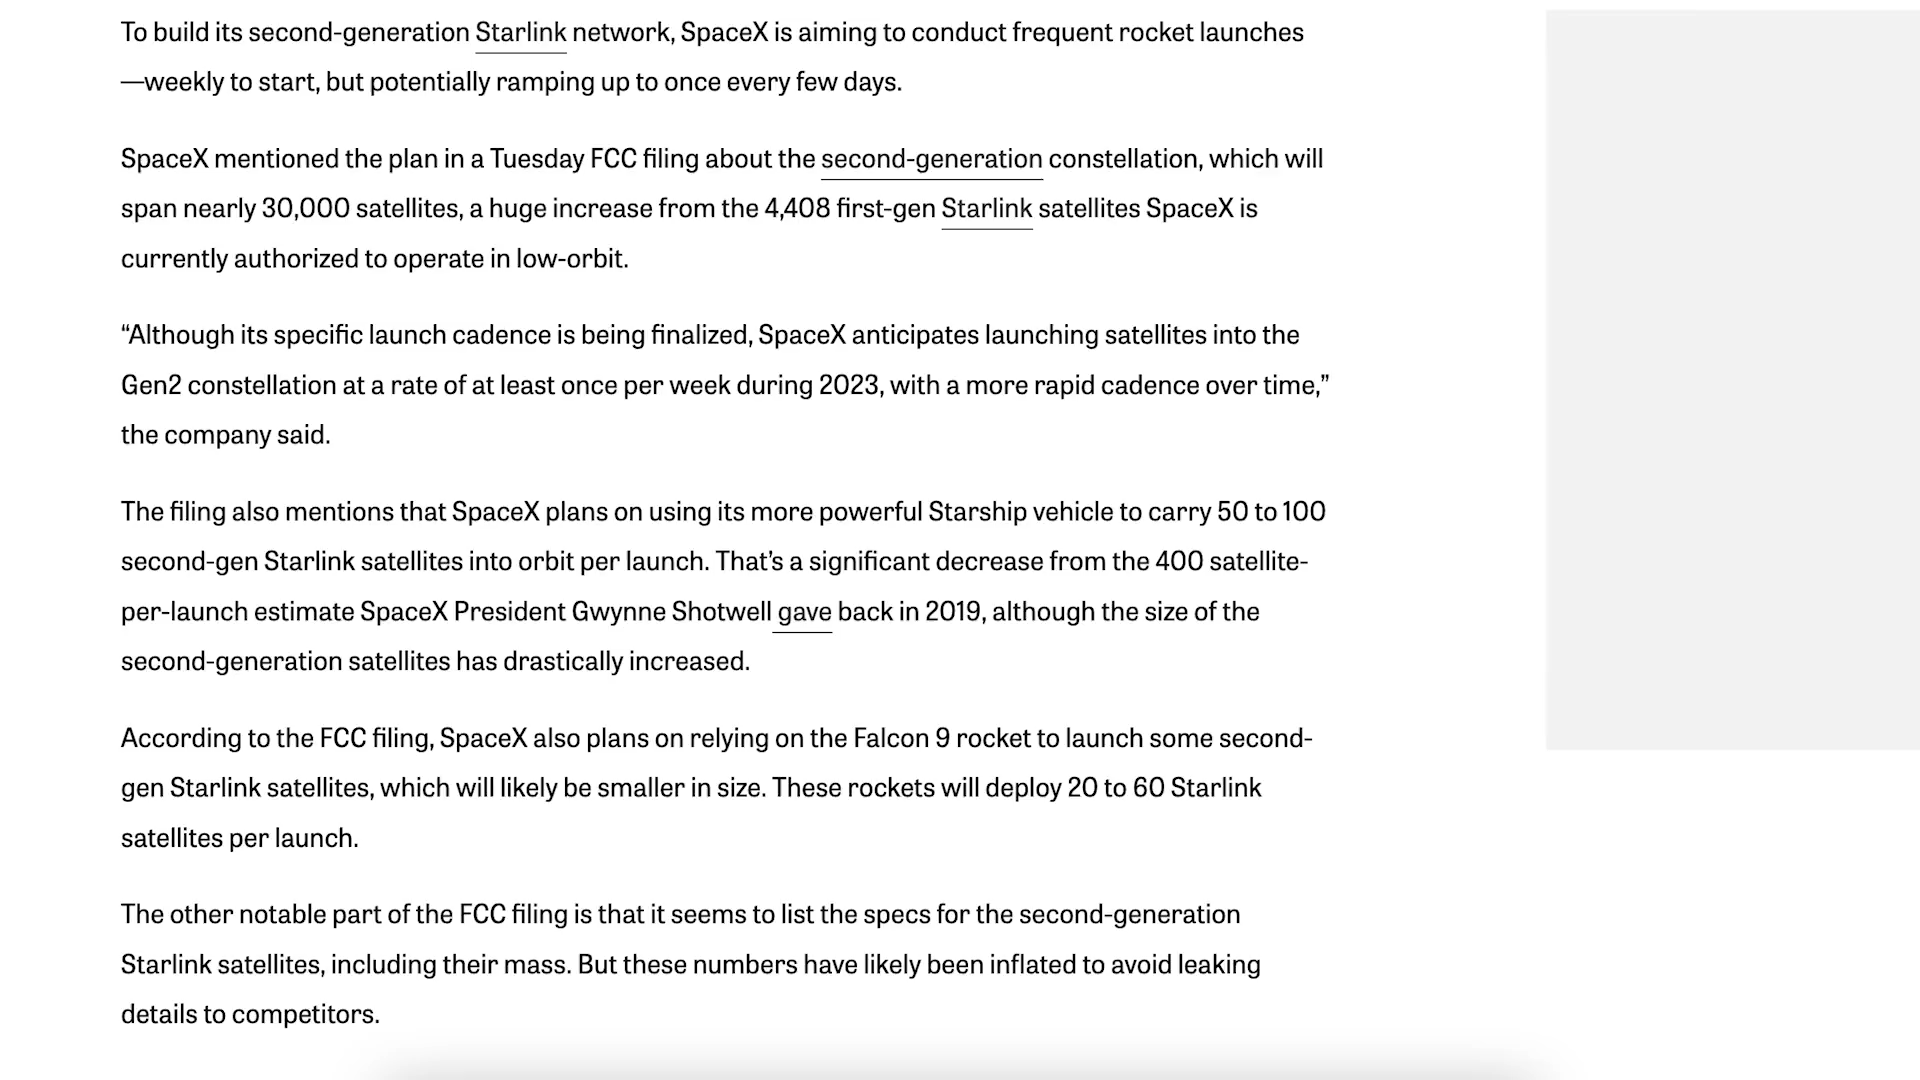 To build its second-generation Starlink network, SpaceX is aiming to conduct frequent rocket launches
—weekly to start, but potentially ramping up to once every few days.
SpaceX mentioned the plan in a Tuesday FCC filing about the second-generation constellation, which will
span nearly 30,000 satellites, a huge increase from the 4,408 first-gen Starlink satellites SpaceX is
currently authorized to operate in low-orbit.
“Although its specific launch cadence is being finalized, SpaceX anticipates launching satellites into the
Gen2 constellation at a rate of at least once per week during 2023, with a more rapid cadence over time,”
the company said.
The filing also mentions that SpaceX plans on using its more powerful Starship vehicle to carry 50 to 100
second-gen Starlink satellites into orbit per launch. That’s a significant decrease from the 400 satellite-
per-launch estimate SpaceX President Gwynne Shotwell gave back in 2019, although the size of the
second-generation satellites has drastically increased.
According to the FCC filing, SpaceX also plans on relying on the Falcon 9 rocket to launch some second-
gen Starlink satellites, which will likely be smaller in size. These rockets will deploy 20 to 60 Starlink
satellites per launch.
The other notable part of the FCC filing is that it seems to list the specs for the second-generation
Starlink satellites, including their mass. But these numbers have likely been inflated to avoid leaking
details to competitors.